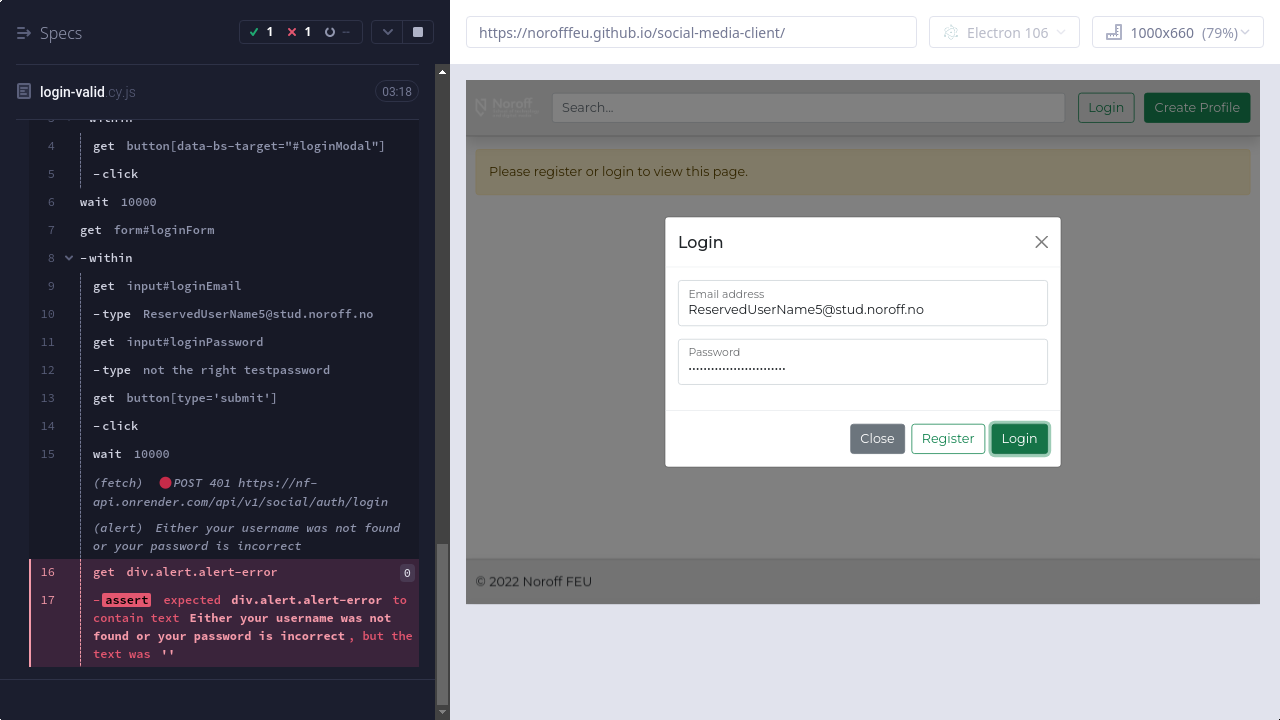 Specs
1
1
--
login-valid.cy.js
03:18
4 get button[data-bs-target="#loginModal"]
5 -click
6 wait 10000
7 get form#loginForm
8 -within
9 get input#loginEmail
10 -type ReservedUserName5@stud.noroff.no
11 get input#loginPassword
12 -type not the right testpassword
13 get button[type='submit']
14 -click
15 wait 10000
(fetch) POST 401 https://nf-
api.onrender.com/api/v1/social/auth/login
(alert) Either your username was not found
or your password is incorrect
16 get div.alert.alert-error 0
17 -assert expected div.alert.alert-error to
contain text Either your username was not
found or your password is incorrect, but the
text was ''
https://norofffeu.github.io/social-media-client/
Electron 106
1000x660 (79%)
Noroff
Search...
Login
Create Profile
Please register or login to view this page.
Login
Email address
ReservedUserName5@stud.noroff.no
Password
Close
Register
Login
© 2022 Noroff FEU